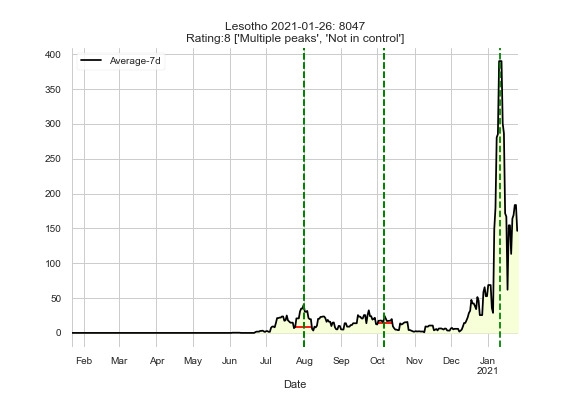 Lesotho 2021-01-26: 8047
Rating:8 ['Multiple peaks', 'Not in control']
Average-7d
400
350
300
250
200
150
100
50
0
Feb Mar Apr May Jun Jul Aug Sep Oct Nov Dec Jan
2021
Date